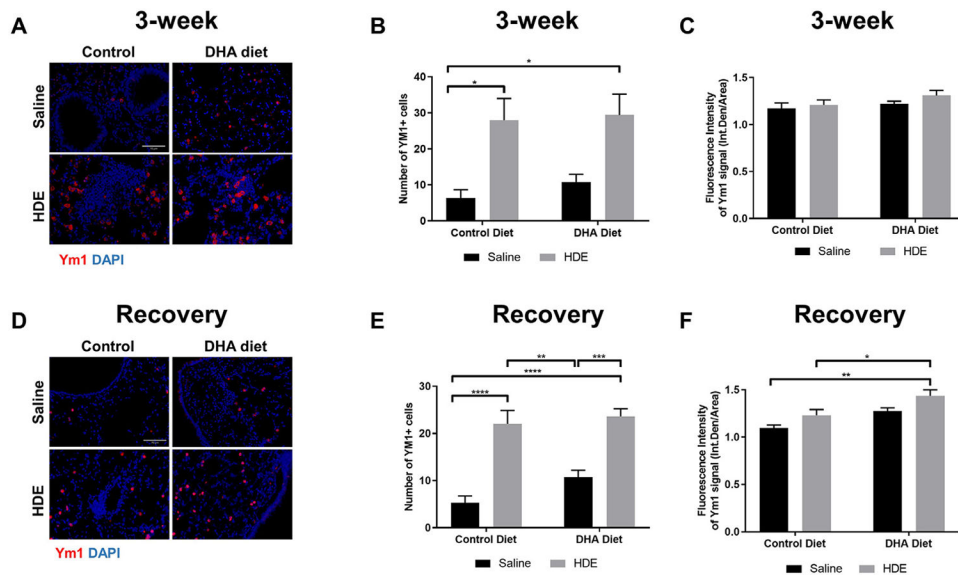 A
3-week
Control
DHA diet
Saline
HDE
Ym1 DAPI
B
3-week
Number of YM1+ cells
40
30
20
10
0
*
*
Control Diet
DHA Diet
Saline
HDE
C
3-week
Fluorescence Intensity
of Ym1 signal (Int.Den/Area)
1.5
1.0
0.5
0.0
Control Diet
DHA Diet
Saline
HDE
D
Recovery
Control
DHA diet
Saline
HDE
Ym1 DAPI
E
Recovery
Number of YM1+ cells
30
20
10
0
**
***
****
****
Control Diet
DHA Diet
Saline
HDE
F
Recovery
Fluorescence Intensity
of Ym1 signal (Int.Den/Area)
1.5
1.0
0.5
0.0
*
**
Control Diet
DHA Diet
Saline
HDE